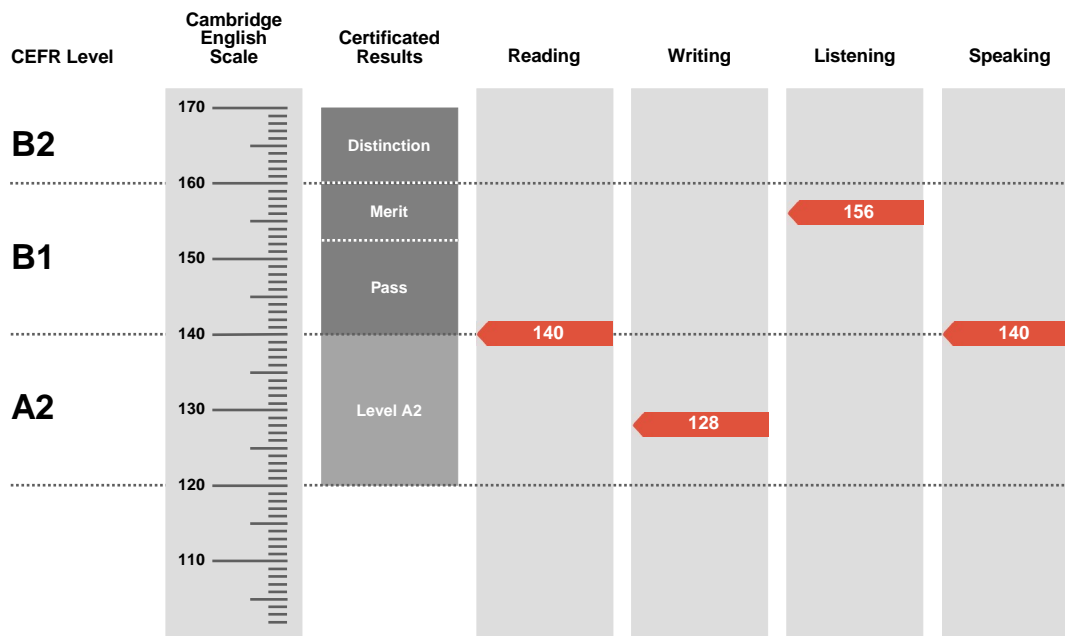 CEFR Level
Cambridge
English
Scale
Certificated
Results
Reading
Writing
Listening
Speaking
170
B2
Distinction
160
Merit
156
B1
150
Pass
140
140
140
A2
130
Level A2
128
120
110